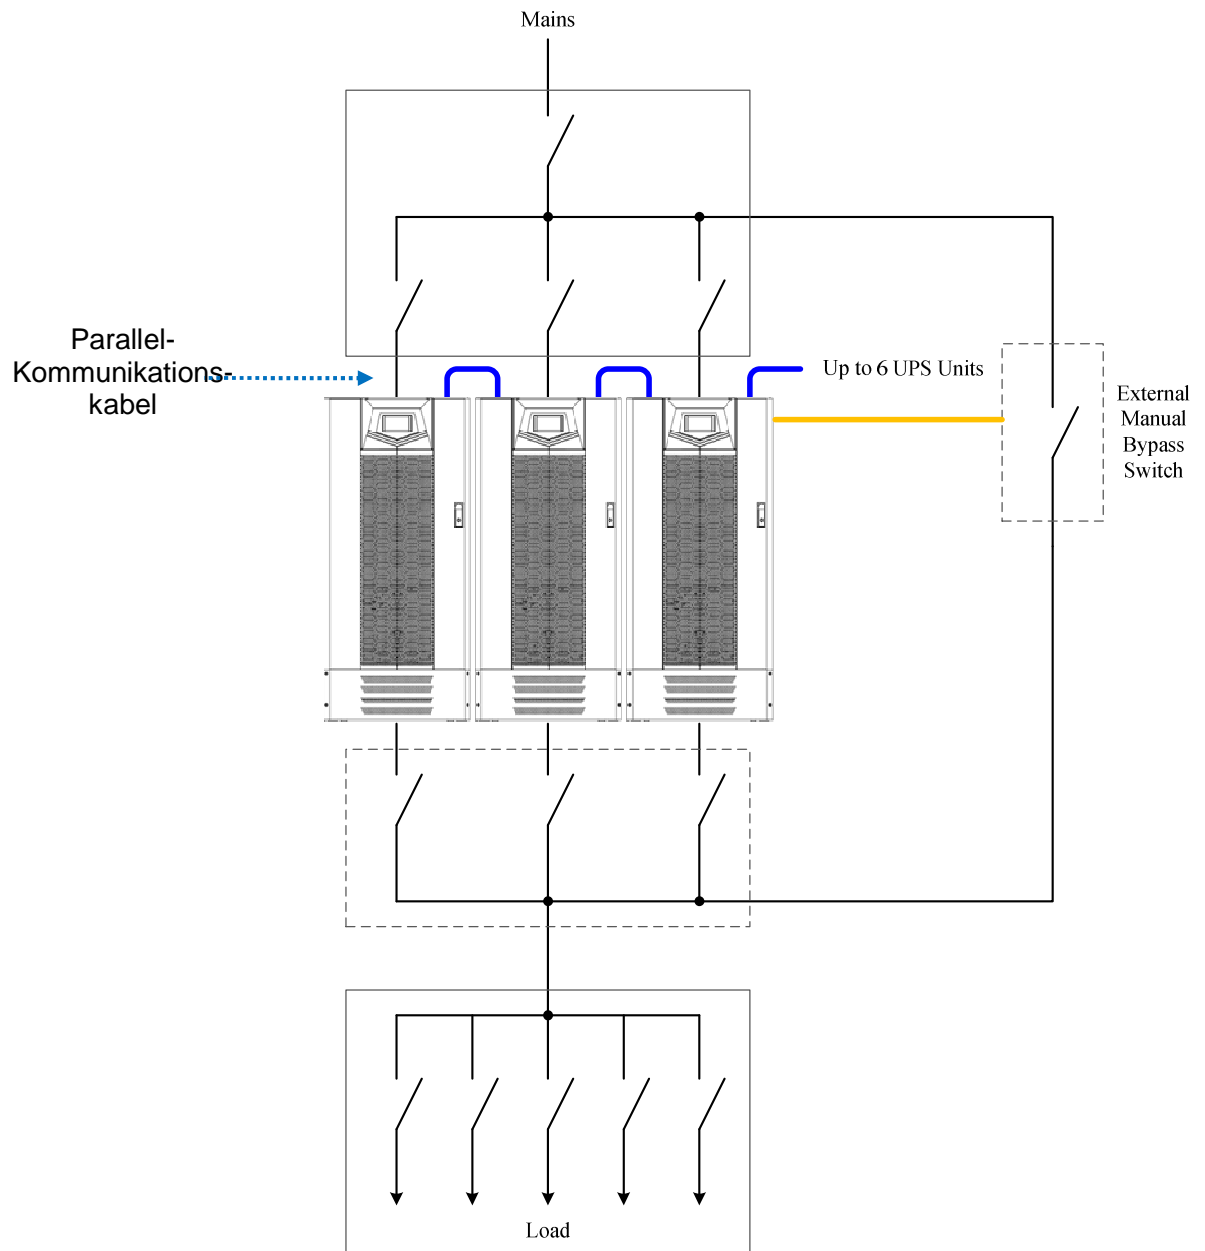 Mains
Parallel-
Kommunikations-
kabel
Up to 6 UPS Units
External
Manual
Bypass
Switch
Load